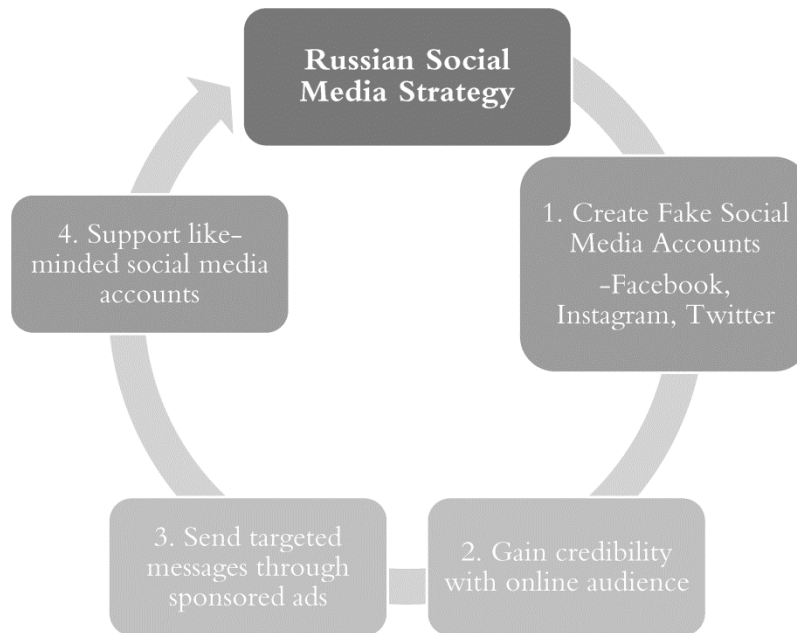 Russian Social
Media Strategy
1. Create Fake Social
Media Accounts
-Facebook,
Instagram, Twitter
2. Gain credibility
with online audience
3. Send targeted
messages through
sponsored ads
4. Support like-
minded social media
accounts